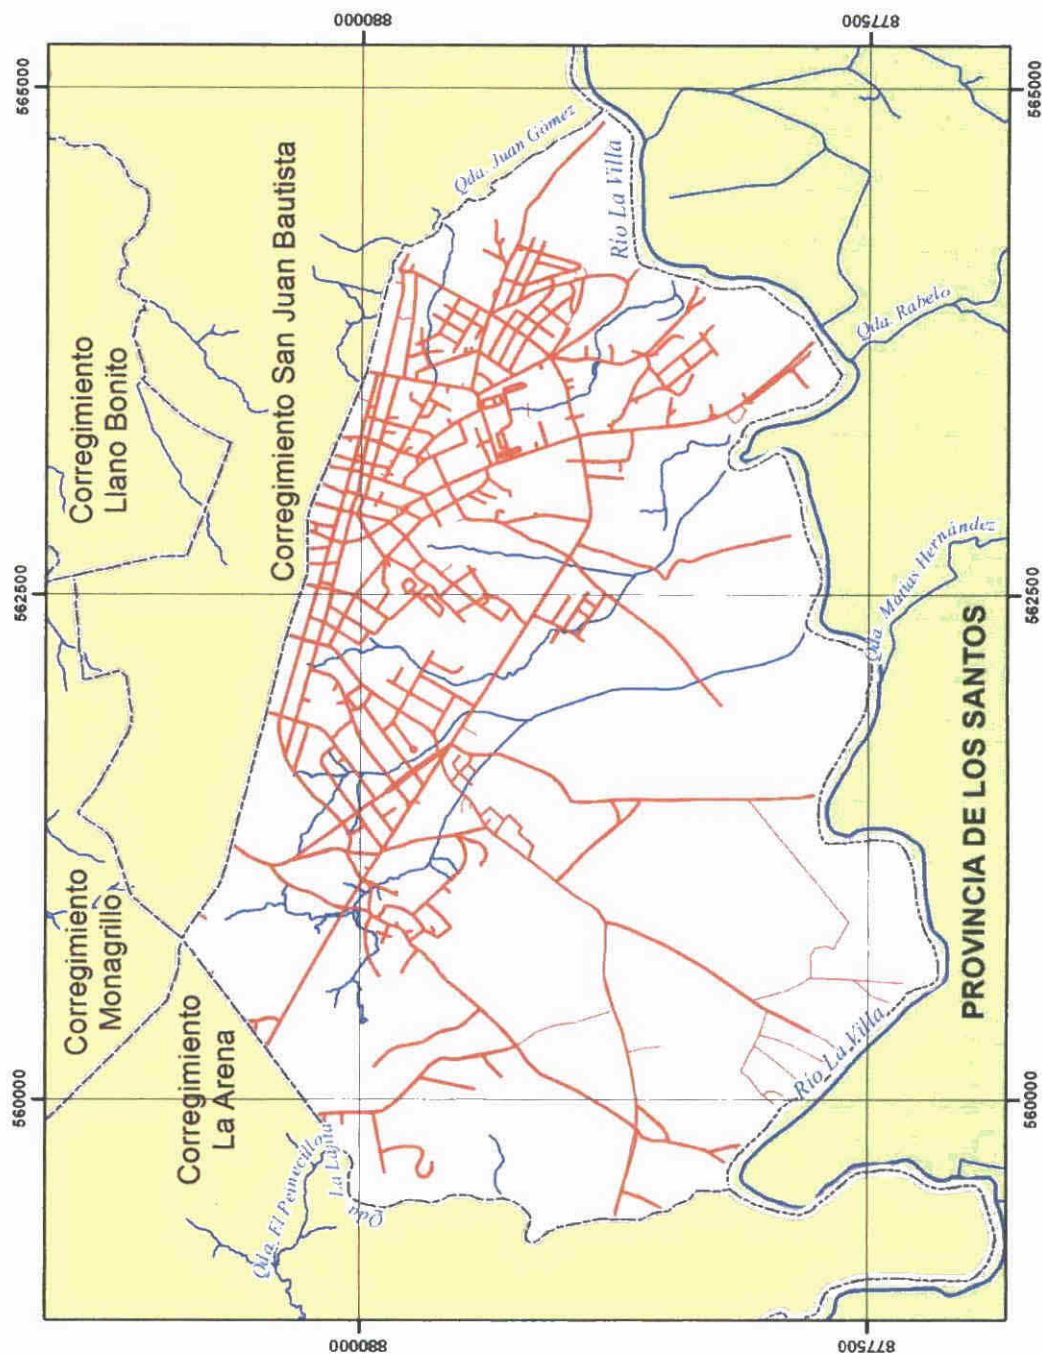 880000
877500
565000
565000
Qda. Juan Gómez
Río La Villa
Corregimiento San Juan Bautista
Corregimiento
Llano Bonito
Qda. Rabelo
Qda. Matías Hernández
562500
562500
PROVINCIA DE LOS SANTOS
Corregimiento
Monagrillo
Corregimiento
La Arena
Río La Villa
560000
560000
Qda. El Peinecillo
Qda. La Lajita
880000
877500